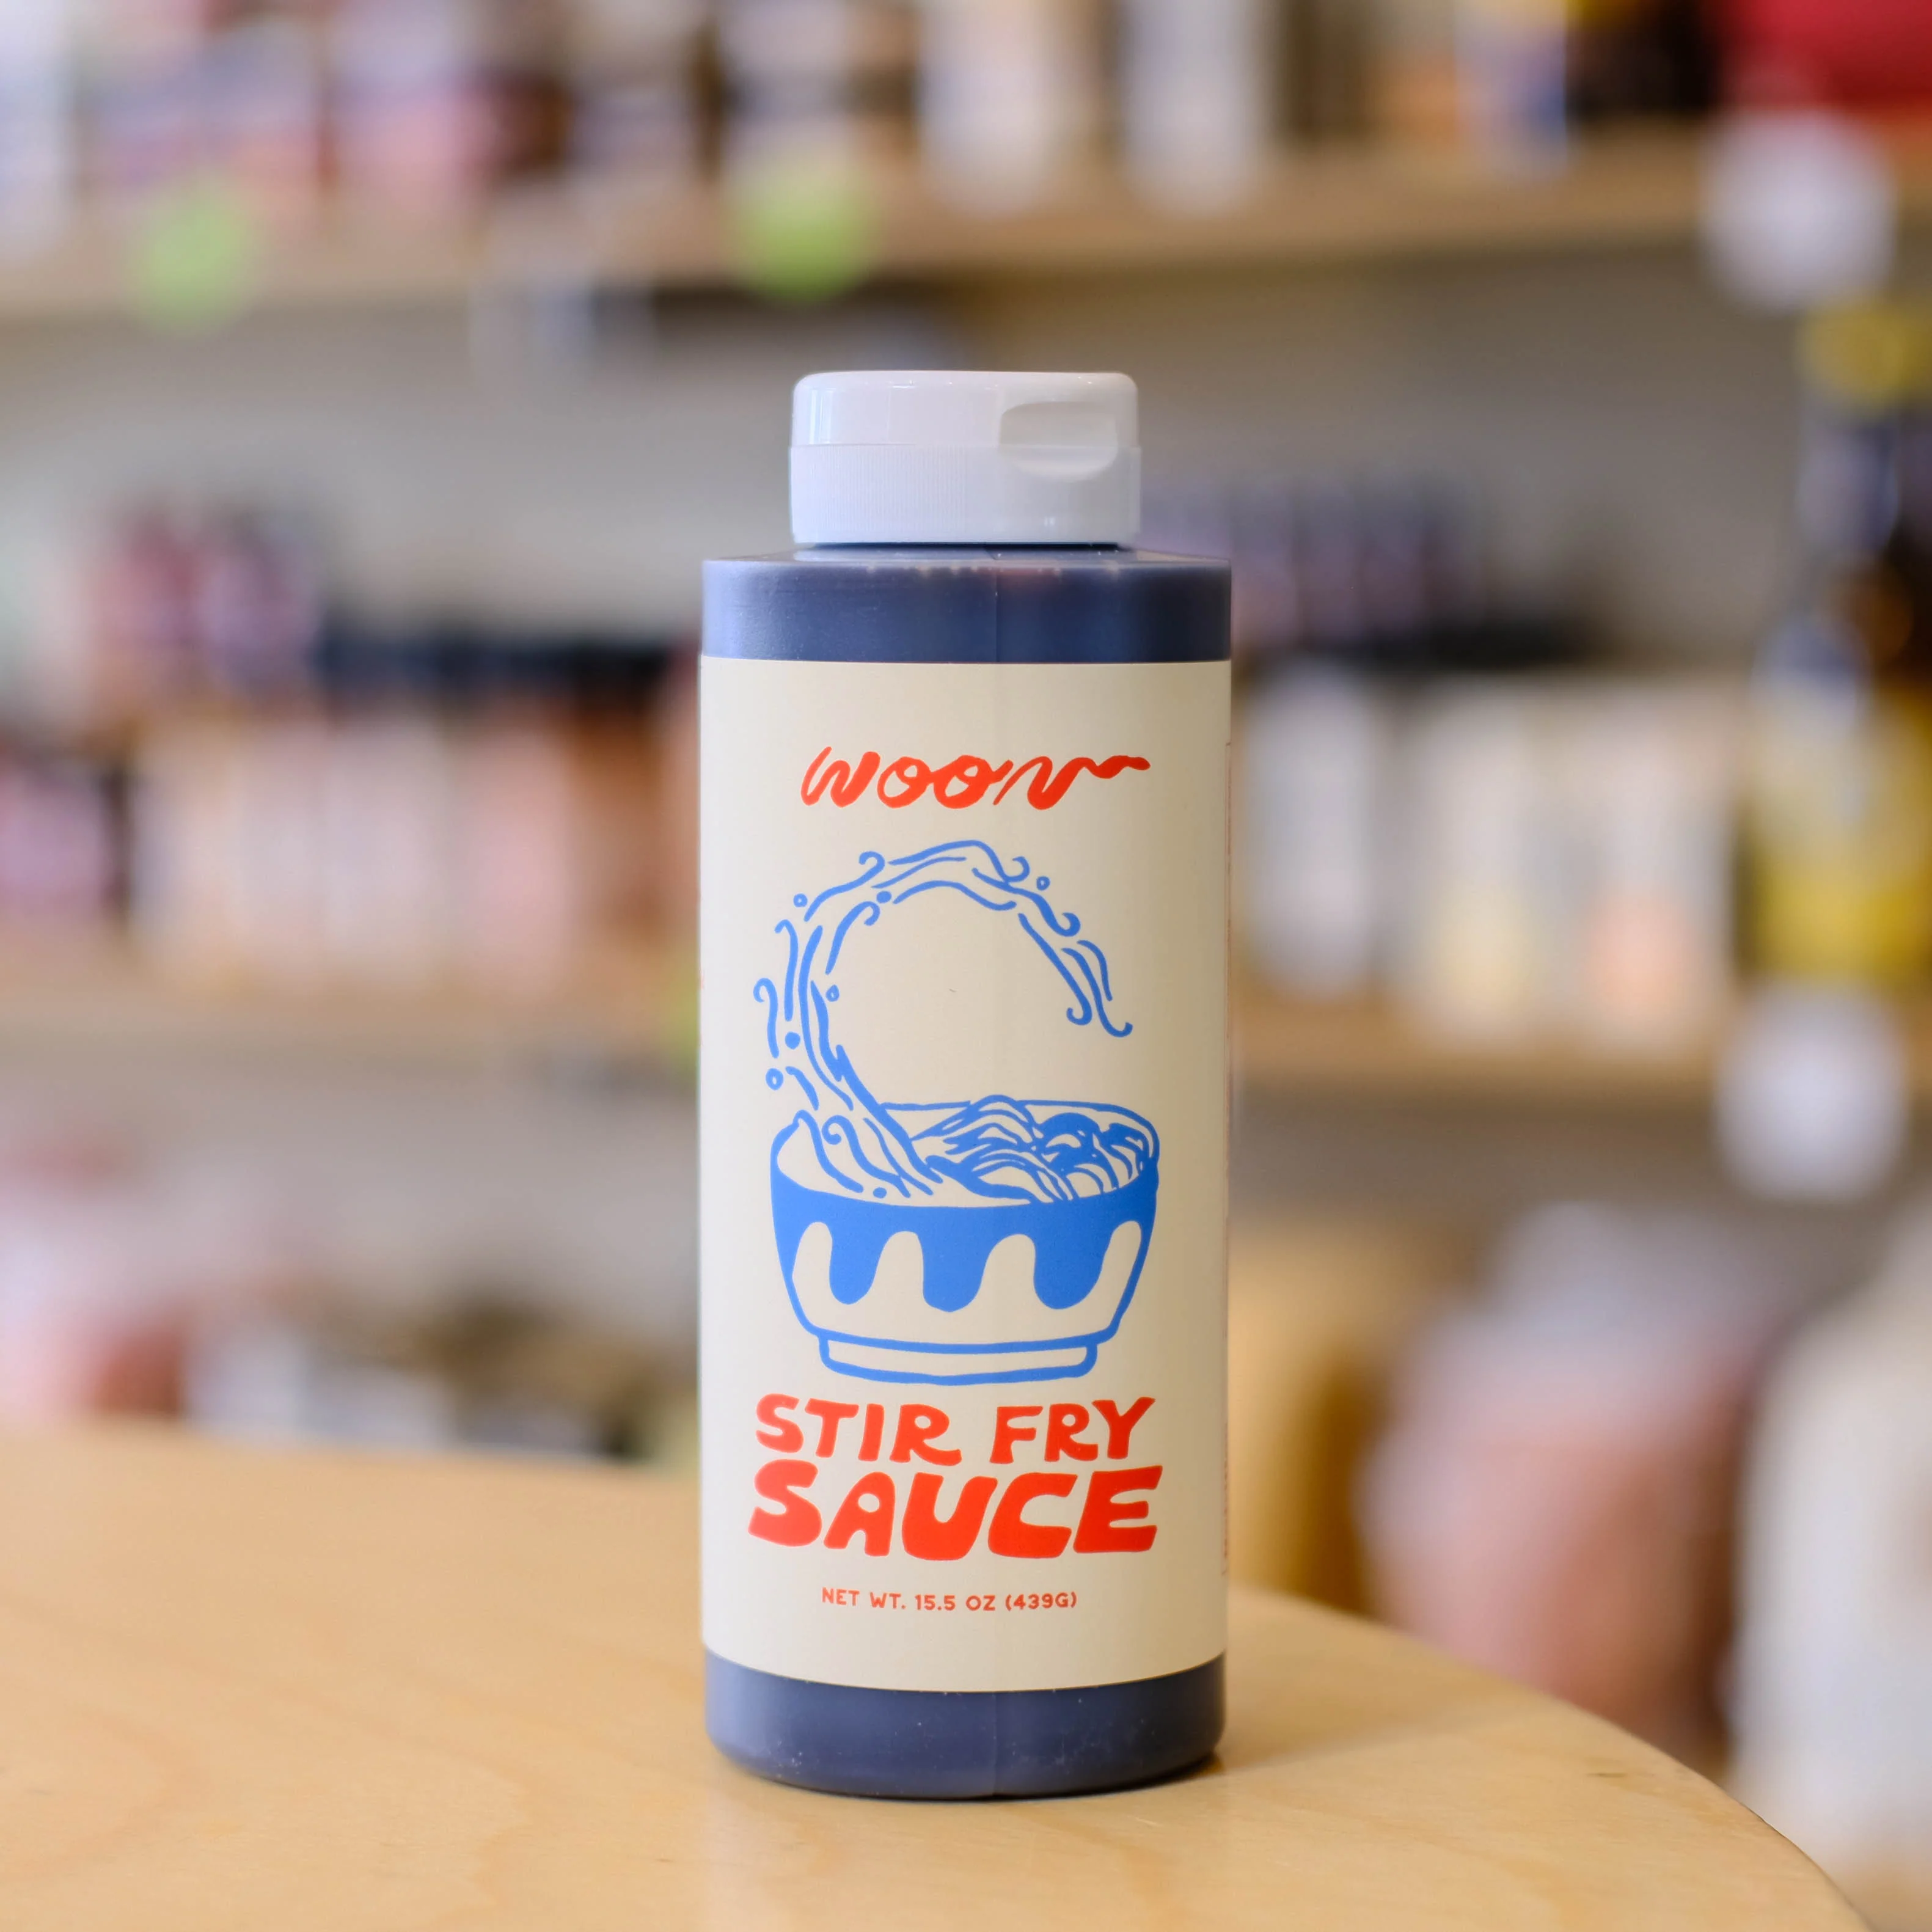 woon
STIR FRY
SAUCE
NET WT. 15.5 OZ (439G)